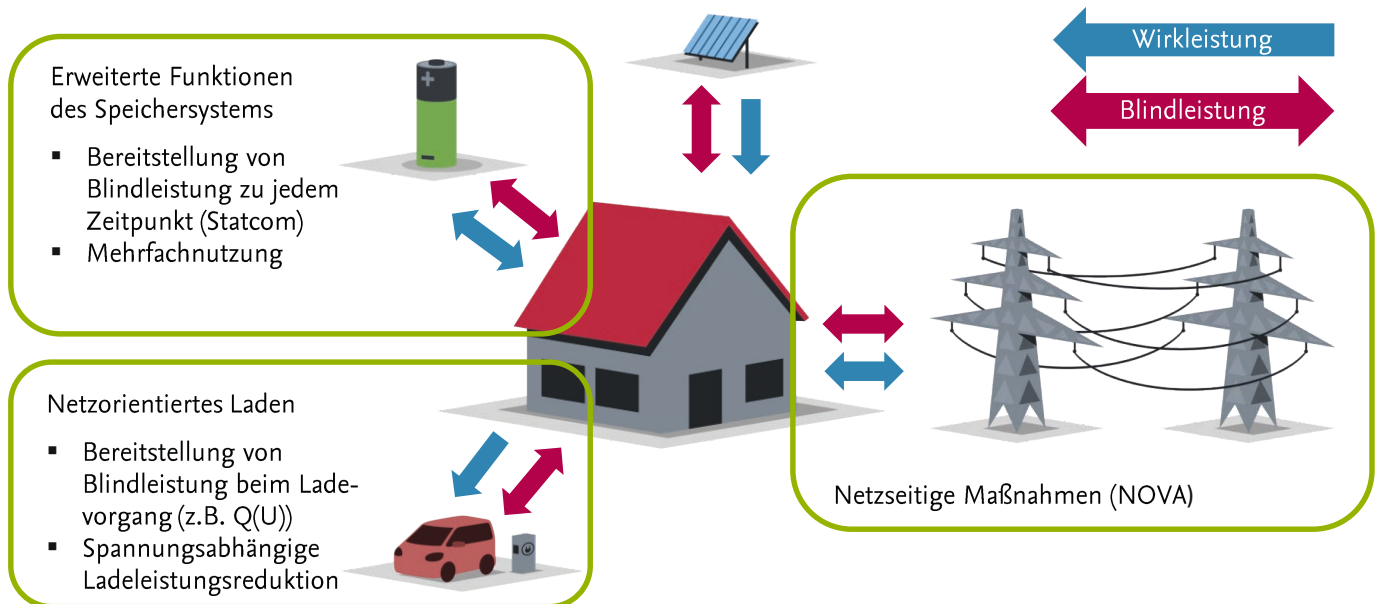 Erweiterte Funktionen
des Speichersystems
▪ Bereitstellung von
Blindleistung zu jedem
Zeitpunkt (Statcom)
▪ Mehrfachnutzung
Wirkleistung
Blindleistung
Netzorientiertes Laden
▪ Bereitstellung von
Blindleistung beim Lade-
vorgang (z.B. Q(U))
▪ Spannungsabhängige
Ladeleistungsreduktion
Netzseitige Maßnahmen (NOVA)